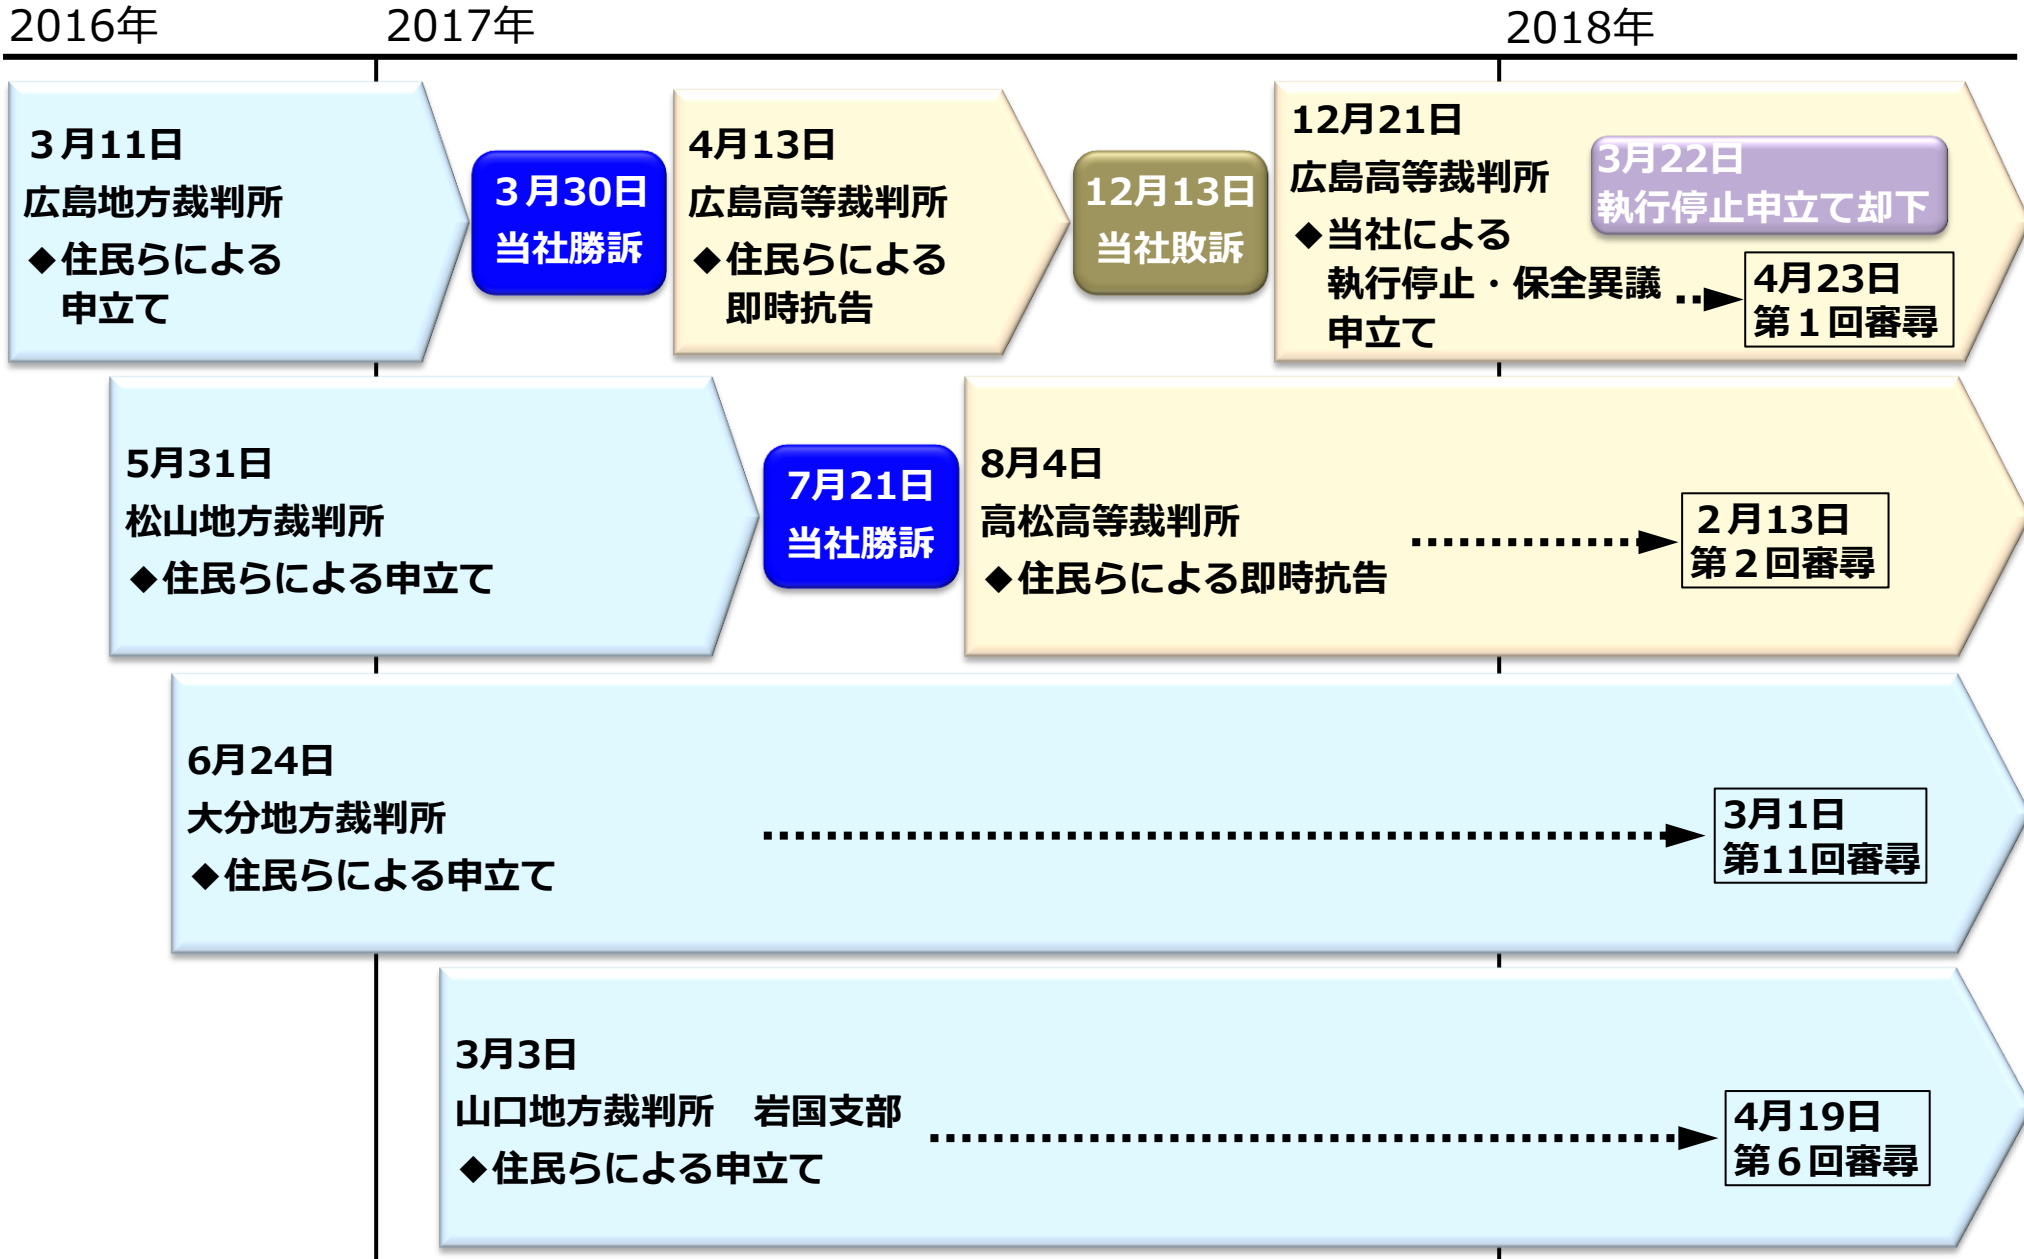 2016年
2017年
2018年
３月11日
広島地方裁判所
◆住民らによる
申立て
３月30日
当社勝訴
4月13日
広島高等裁判所
◆住民らによる
即時抗告
12月13日
当社敗訴
12月21日
広島高等裁判所
◆当社による
執行停止・保全異議
申立て
3月22日
執行停止申立て却下
4月23日
第１回審尋
5月31日
松山地方裁判所
◆住民らによる申立て
7月21日
当社勝訴
8月4日
高松高等裁判所
◆住民らによる即時抗告
２月13日
第２回審尋
6月24日
大分地方裁判所
◆住民らによる申立て
3月1日
第11回審尋
3月3日
山口地方裁判所　岩国支部
◆住民らによる申立て
4月19日
第６回審尋